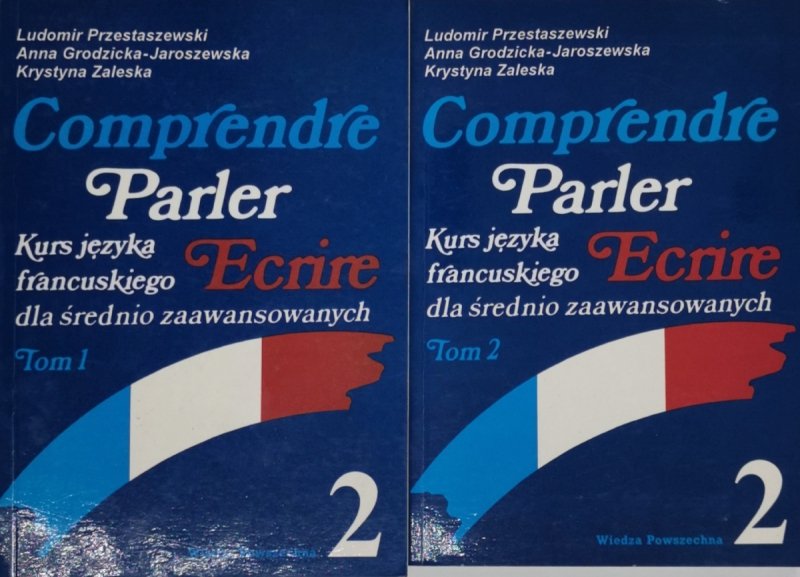 Ludomir Przestaszewski
Anna Grodzicka-Jaroszewska
Krystyna Zaleska
Comprendre
Parler
Ecrire
Kurs języka
francuskiego
dla średnio zaawansowanych
Tom 1
2
Wiedza Powszechna
Ludomir Przestaszewski
Anna Grodzicka-Jaroszewska
Krystyna Zaleska
Comprendre
Parler
Ecrire
Kurs języka
francuskiego
dla średnio zaawansowanych
Tom 2
2
Wiedza Powszechna